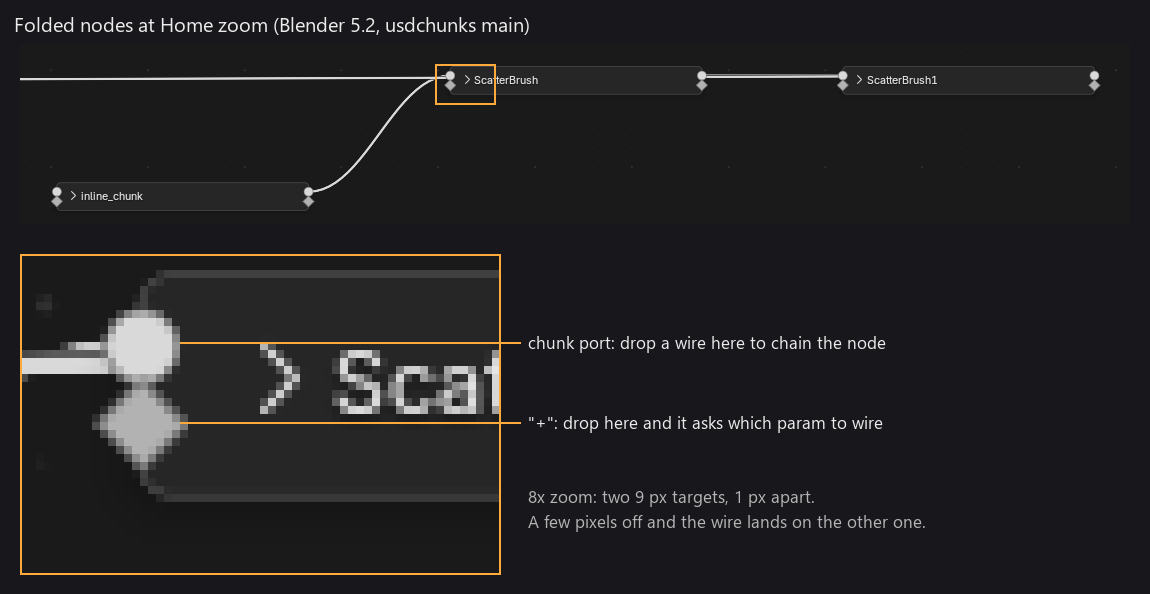 Folded nodes at Home zoom (Blender 5.2, usdchunks main)
ScatterBrush
ScatterBrush1
inline_chunk
Scat
chunk port: drop a wire here to chain the node
"+": drop here and it asks which param to wire
8x zoom: two 9 px targets, 1 px apart.
A few pixels off and the wire lands on the other one.